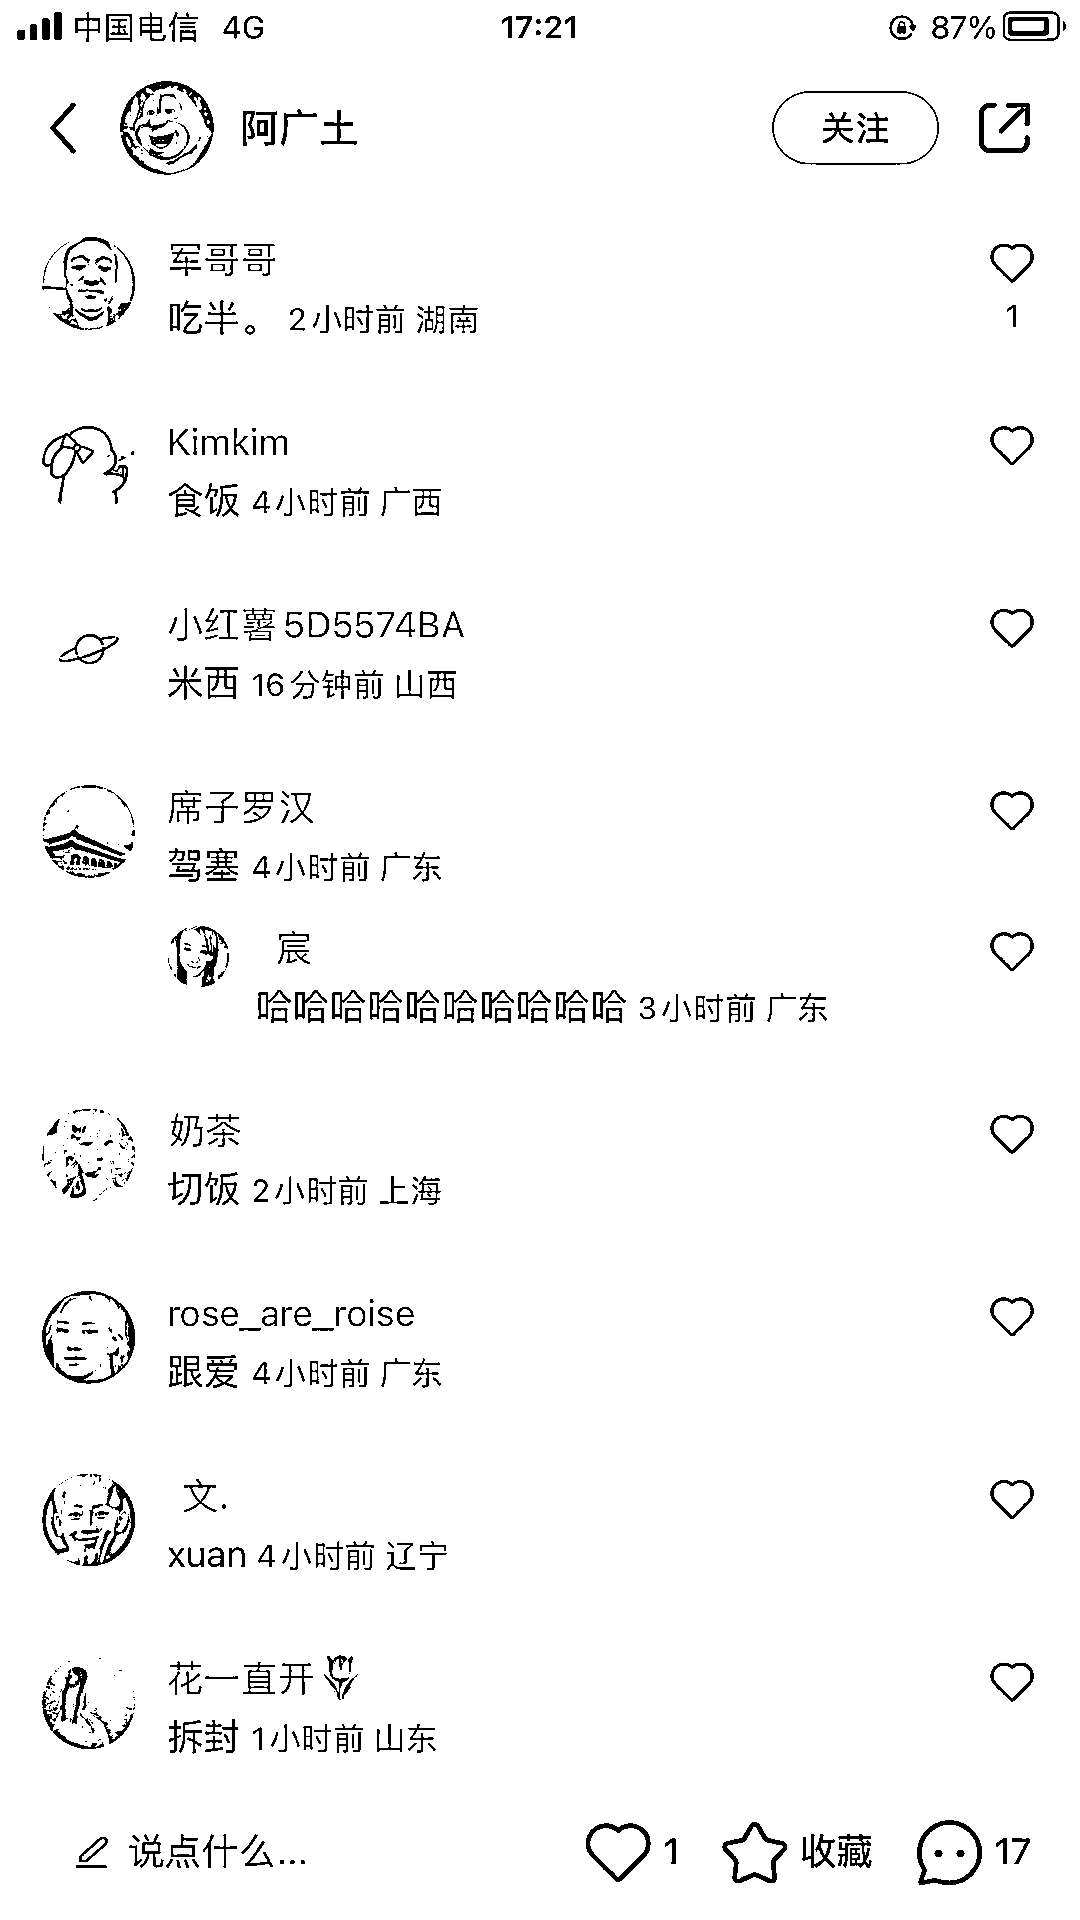 中国电信 4G 17:21 87%
阿广土 关注
军哥哥
吃半。 2小时前 湖南
1
Kimkim
食饭 4小时前 广西
小红薯5D5574BA
米西 16分钟前 山西
席子罗汉
驾塞 4小时前 广东
宸
哈哈哈哈哈哈哈哈哈哈 3小时前 广东
奶茶
切饭 2小时前 上海
rose_are_roise
跟爱 4小时前 广东
文.
xuan 4小时前 辽宁
花一直开🌷
拆封 1小时前 山东
说点什么... 1 收藏 17